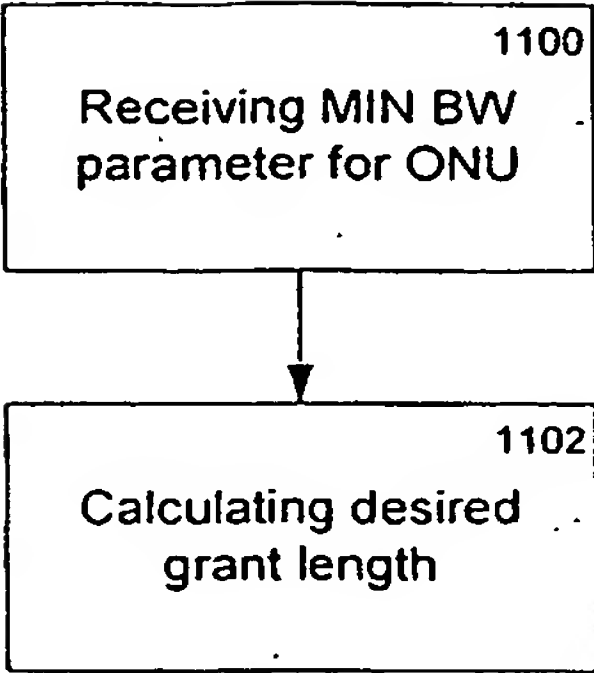 1100
Receiving MIN BW
parameter for ONU
1102
Calculating desired
grant length